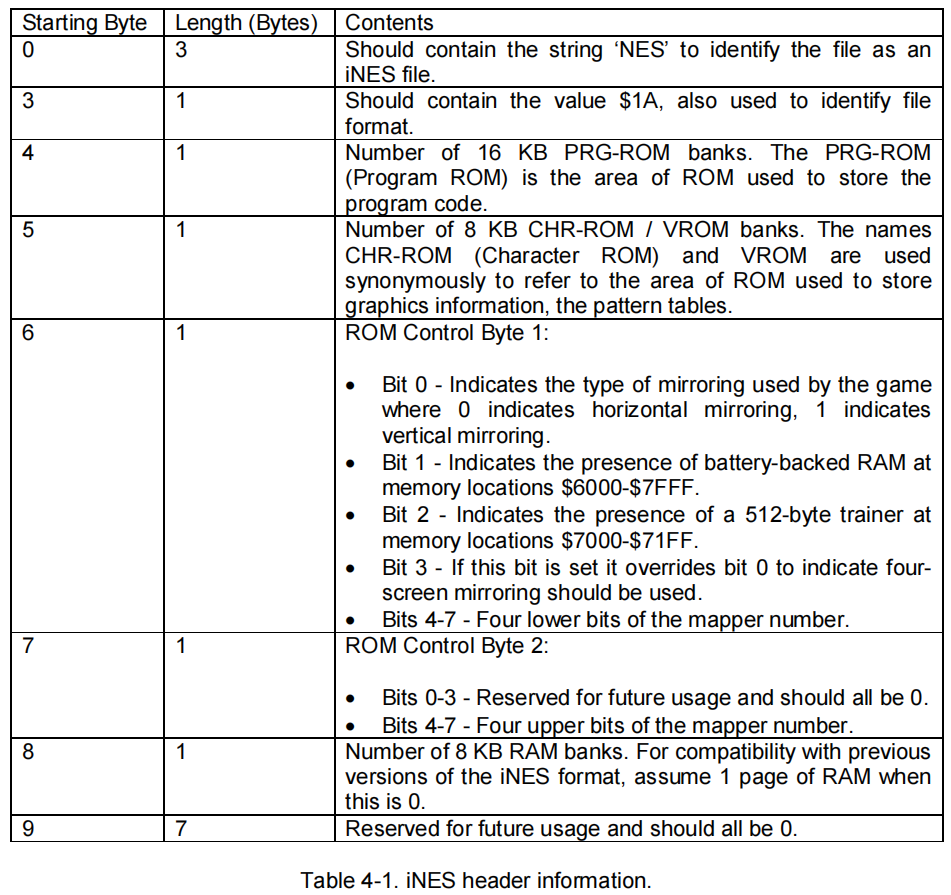 Starting Byte Length (Bytes) Contents
0 3 Should contain the string ‘NES’ to identify the file as an
iNES file.
3 1 Should contain the value $1A, also used to identify file
format.
4 1 Number of 16 KB PRG-ROM banks. The PRG-ROM
(Program ROM) is the area of ROM used to store the
program code.
5 1 Number of 8 KB CHR-ROM / VROM banks. The names
CHR-ROM (Character ROM) and VROM are used
synonymously to refer to the area of ROM used to store
graphics information, the pattern tables.
6 1 ROM Control Byte 1:
• Bit 0 - Indicates the type of mirroring used by the game
where 0 indicates horizontal mirroring, 1 indicates
vertical mirroring.
• Bit 1 - Indicates the presence of battery-backed RAM at
memory locations $6000-$7FFF.
• Bit 2 - Indicates the presence of a 512-byte trainer at
memory locations $7000-$71FF.
• Bit 3 - If this bit is set it overrides bit 0 to indicate four-
screen mirroring should be used.
• Bits 4-7 - Four lower bits of the mapper number.
7 1 ROM Control Byte 2:
• Bits 0-3 - Reserved for future usage and should all be 0.
• Bits 4-7 - Four upper bits of the mapper number.
8 1 Number of 8 KB RAM banks. For compatibility with previous
versions of the iNES format, assume 1 page of RAM when
this is 0.
9 7 Reserved for future usage and should all be 0.
Table 4-1. iNES header information.